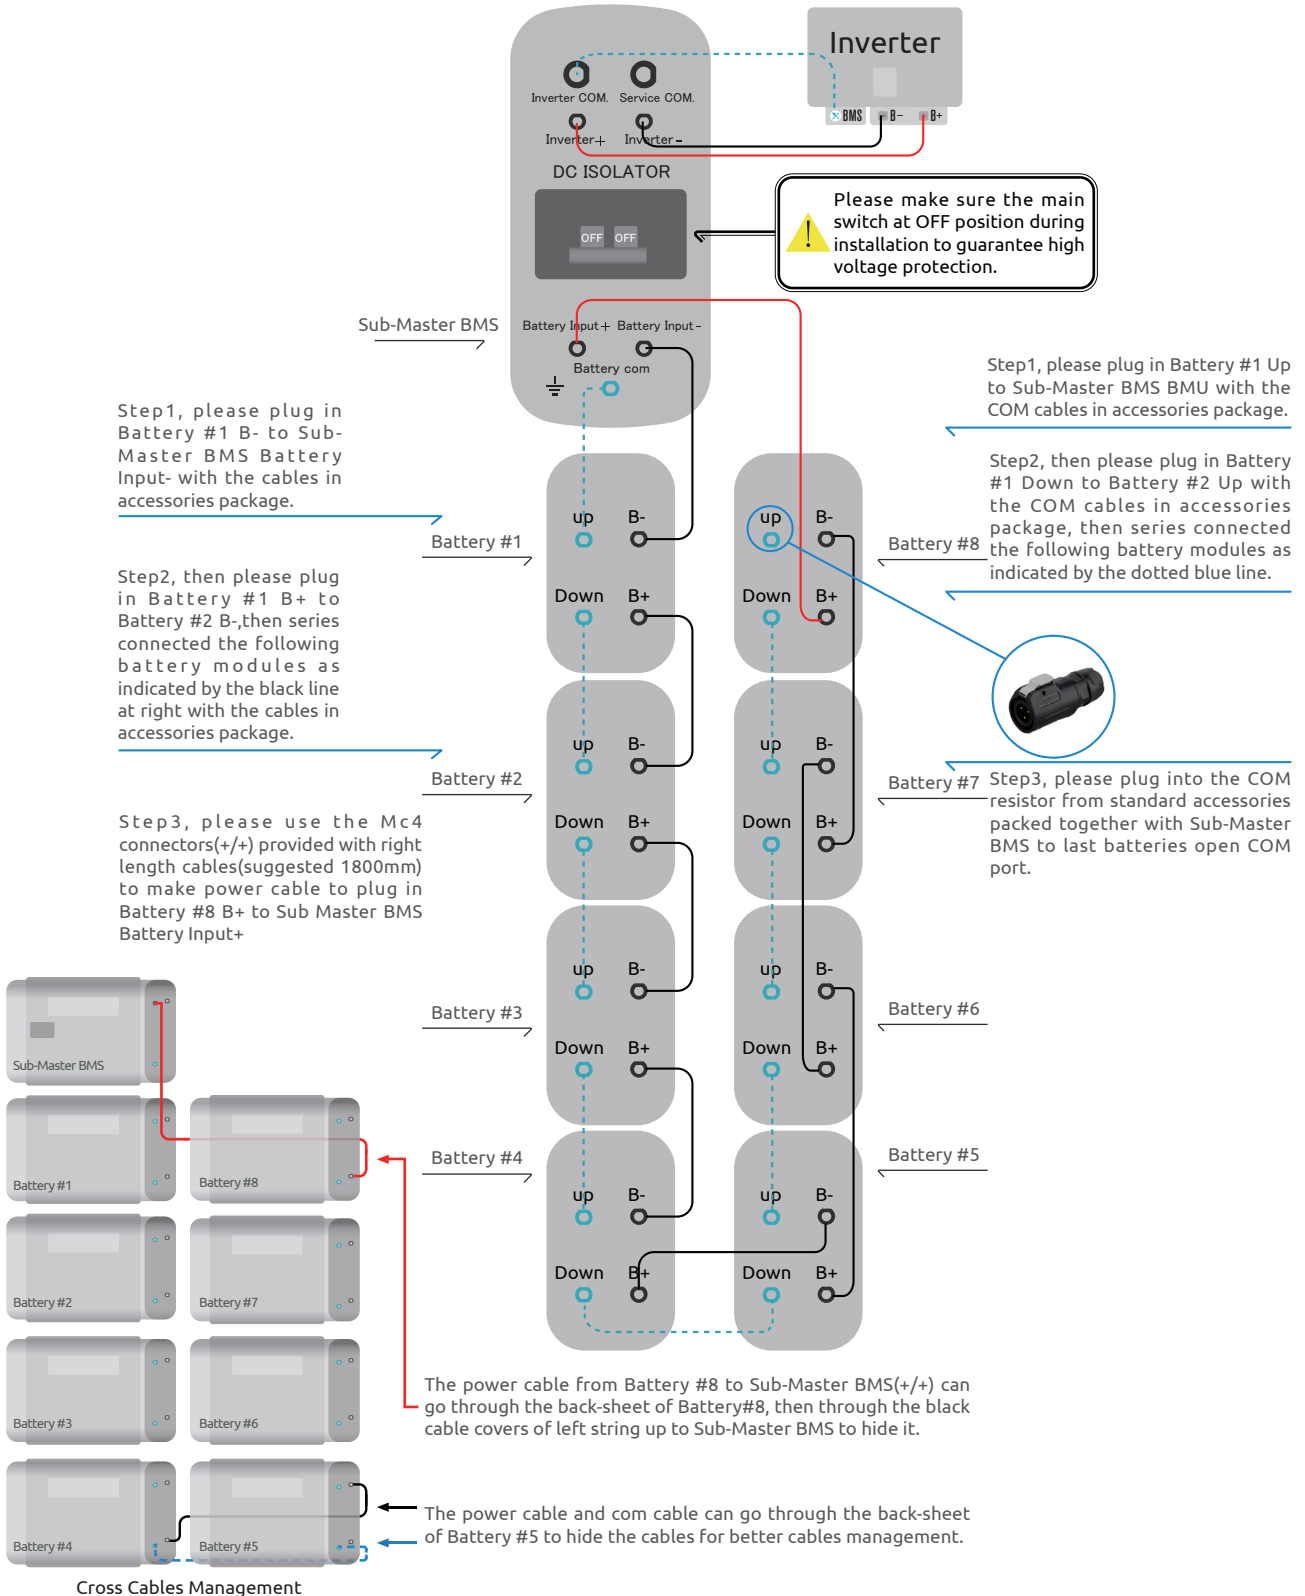 Inverter
Inverter COM. Service COM.
BMS B- B+
Inverter+ Inverter-
DC ISOLATOR
OFF OFF
Please make sure the main
switch at OFF position during
installation to guarantee high
voltage protection.
Sub-Master BMS
Battery Input+ Battery Input-
Battery com
Step1, please plug in
Battery #1 B- to Sub-
Master BMS Battery
Input- with the cables in
accessories package.
Step2, then please plug
in Battery #1 B+ to
Battery #2 B-,then series
connected the following
battery modules as
indicated by the black line
at right with the cables in
accessories package.
Step3, please use the Mc4
connectors(+/+) provided with right
length cables(suggested 1800mm)
to make power cable to plug in
Battery #8 B+ to Sub Master BMS
Battery Input+
Step1, please plug in Battery #1 Up
to Sub-Master BMS BMU with the
COM cables in accessories package.
Step2, then please plug in Battery
#1 Down to Battery #2 Up with
the COM cables in accessories
package, then series connected
the following battery modules as
indicated by the dotted blue line.
Step3, please plug into the COM
resistor from standard accessories
packed together with Sub-Master
BMS to last batteries open COM
port.
Battery #1
up B-
Down B+
Battery #2
up B-
Down B+
Battery #3
up B-
Down B+
Battery #4
up B-
Down B+
up B-
Battery #8
Down B+
up B-
Battery #7
Down B+
up B-
Battery #6
Down B+
Battery #5
up B-
Down B+
Sub-Master BMS
Battery #1
Battery #8
Battery #2
Battery #7
Battery #3
Battery #6
Battery #4
Battery #5
The power cable from Battery #8 to Sub-Master BMS(+/+) can
go through the back-sheet of Battery#8, then through the black
cable covers of left string up to Sub-Master BMS to hide it.
The power cable and com cable can go through the back-sheet
of Battery #5 to hide the cables for better cables management.
Cross Cables Management